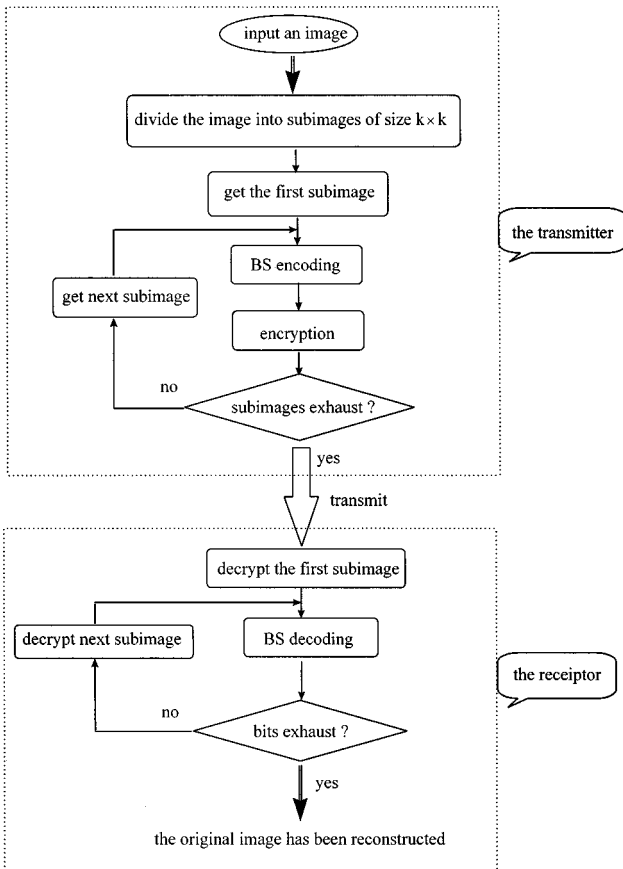 input an image
divide the image into subimages of size k×k
get the first subimage
the transmitter
BS encoding
get next subimage
encryption
no
subimages exhaust ?
yes
transmit
decrypt the first subimage
decrypt next subimage
BS decoding
the receiptor
no
bits exhaust ?
yes
the original image has been reconstructed